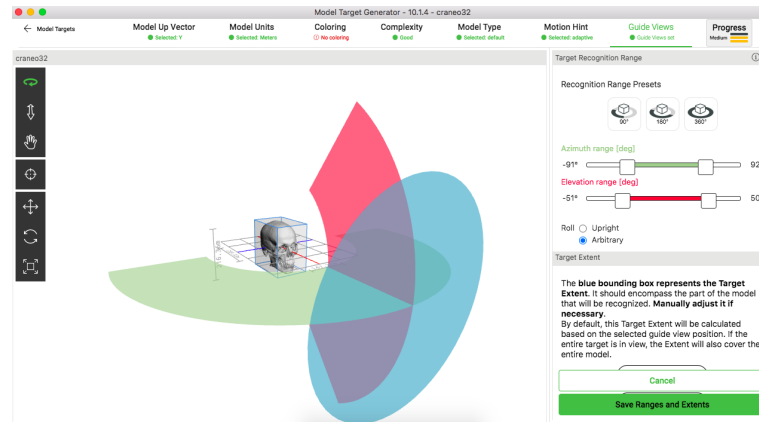 Model Target Generator - 10.1.4 - craneo32
Model Targets
Model Up Vector
Selected: Y
Model Units
Selected: Meters
Coloring
No coloring
Complexity
Good
Model Type
Selected: default
Motion Hint
Selected: adaptive
Guide Views
Guide Views set
Progress
Medium
craneo32
Target Recognition Range
Recognition Range Presets
90°
180°
360°
Azimuth range [deg]
-91°
92
Elevation range [deg]
-51°
50
Roll
Upright
Arbitrary
Target Extent
The blue bounding box represents the Target
Extent. It should encompass the part of the model
that will be recognized. Manually adjust it if
necessary.
By default, this Target Extent will be calculated
based on the selected guide view position. If the
entire target is in view, the Extent will also cover the
entire model.
Cancel
Save Ranges and Extents